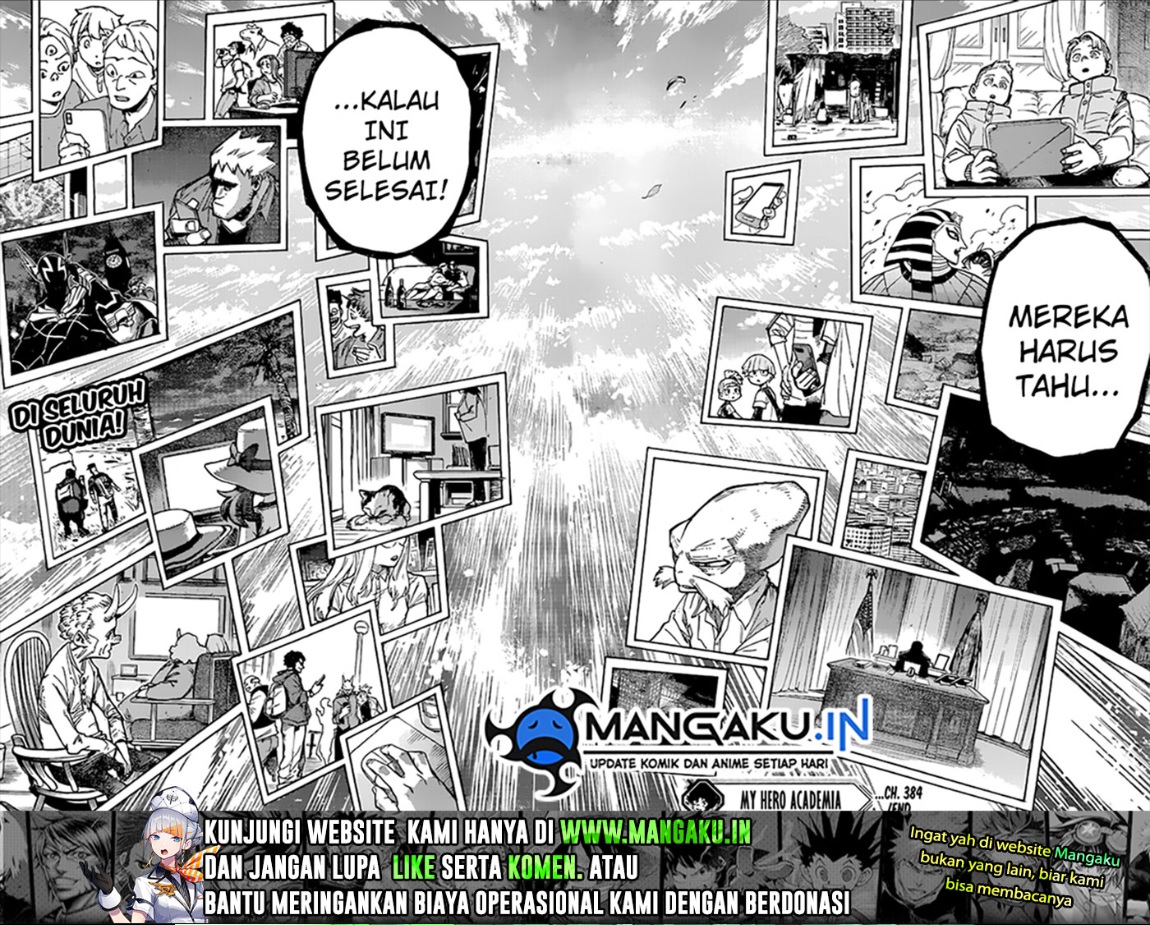 ...KALAU
INI
BELUM
SELESAI!
MEREKA
HARUS
TAHU...
DI SELURUH
DUNIA!
MANGAKU.IN
UPDATE KOMIK DAN ANIME SETIAP HARI
MY HERO ACADEMIA
...CH. 384
/END
KUNJUNGI WEBSITE KAMI HANYA DI WWW.MANGAKU.IN
DAN JANGAN LUPA LIKE SERTA KOMEN. ATAU
BANTU MERINGANKAN BIAYA OPERASIONAL KAMI DENGAN BERDONASI
Ingat yah di website Mangaku
bukan yang lain, biar kami
bisa membacanya